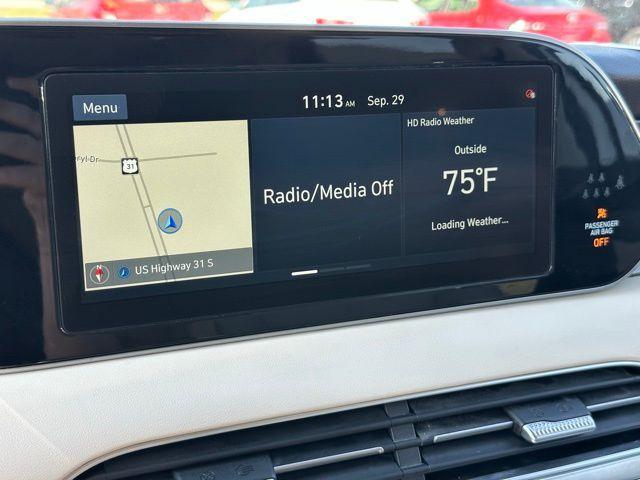 Menu
11:13 AM Sep. 29
HD Radio Weather
Outside
75°F
Loading Weather...
Radio/Media Off
31
US Highway 31 S
PASSENGER
AIR BAG
OFF